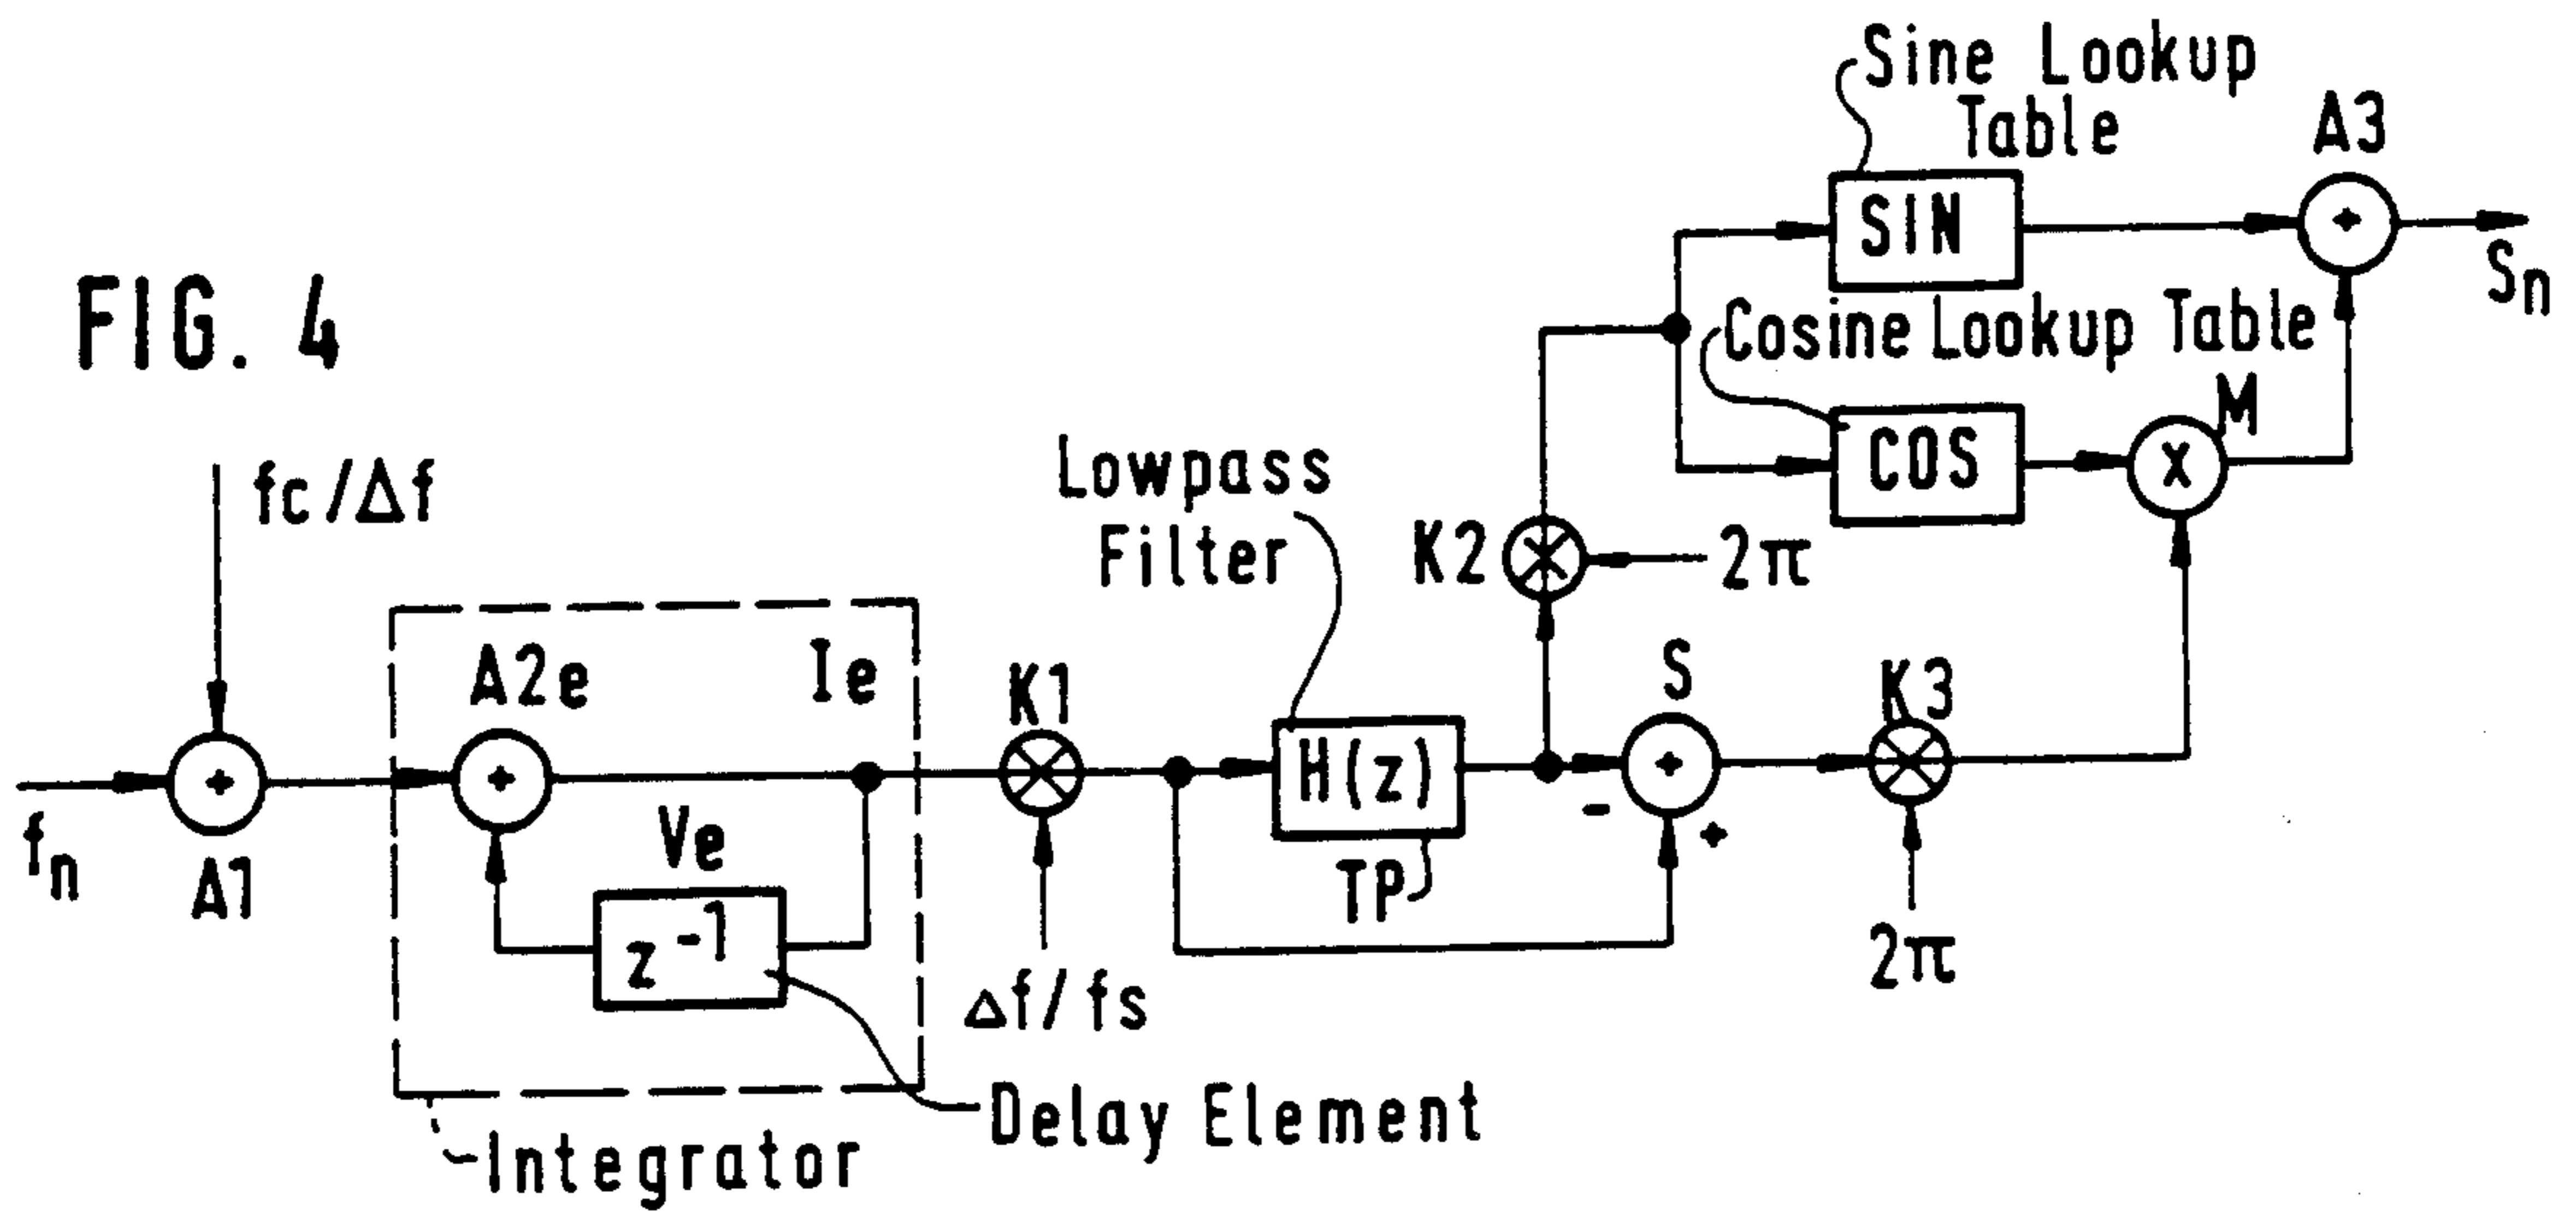 FIG. 4
Sine Lookup
Table
A3
SIN
+
Sn
Cosine Lookup Table
COS
X
M
fc/Δf
Lowpass
Filter
K2
2π
A2e
Ie
K1
S
K3
fn
+
A1
+
H(z)
+
-
+
Ve
z-1
TP
Δf/fs
2π
Delay Element
Integrator